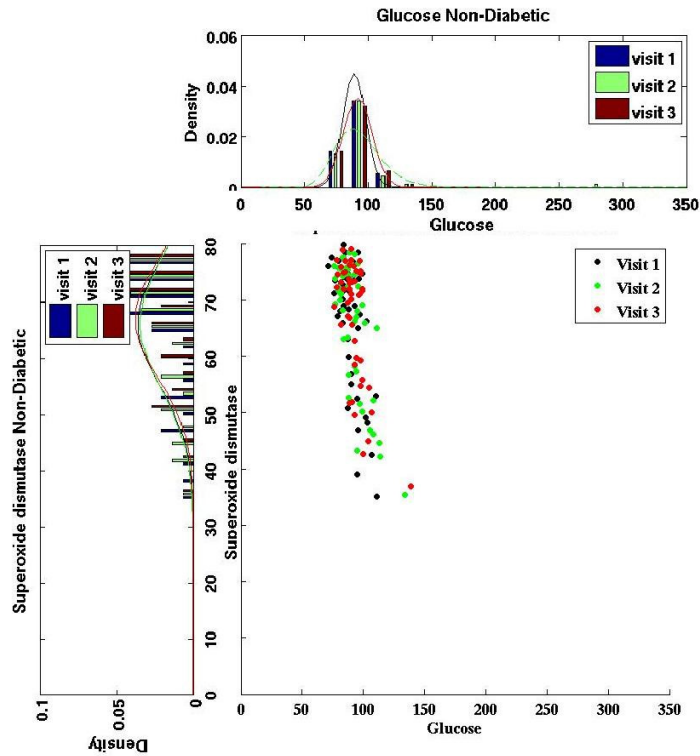 Glucose Non-Diabetic
Density
0.06
0.04
0.02
0
visit 1
visit 2
visit 3
0 50 100 150 200 250 300 350
Glucose
Superoxide dismutase Non-Diabetic
visit 1
visit 2
visit 3
0.1 0.05 0
Density
80
70
60
50
40
30
20
10
0
Superoxide dismutase
Visit 1
Visit 2
Visit 3
0 50 100 150 200 250 300 350
Glucose